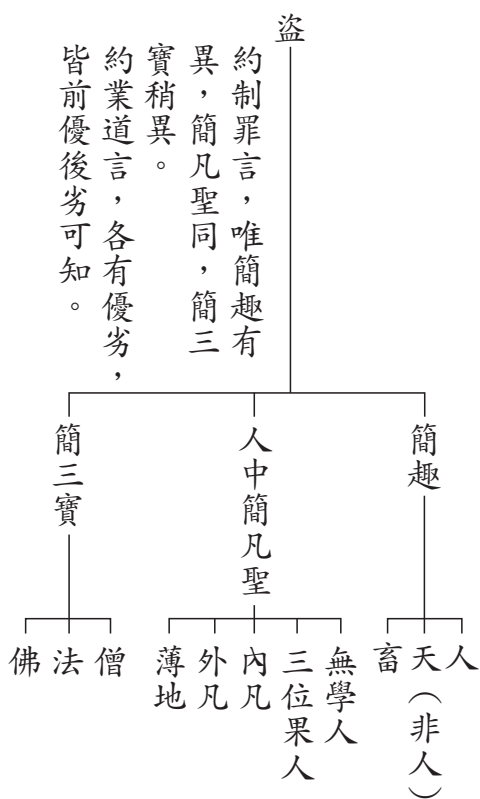 盜
約制罪言，唯簡趣有
異，簡凡聖同，簡三
寶稍異。
約業道言，各有優劣，
皆前優後劣可知。
簡趣
人
天（非人）
畜
人中簡凡聖
無學人
三位果人
內凡
外凡
薄地
簡三寶
僧
法
佛